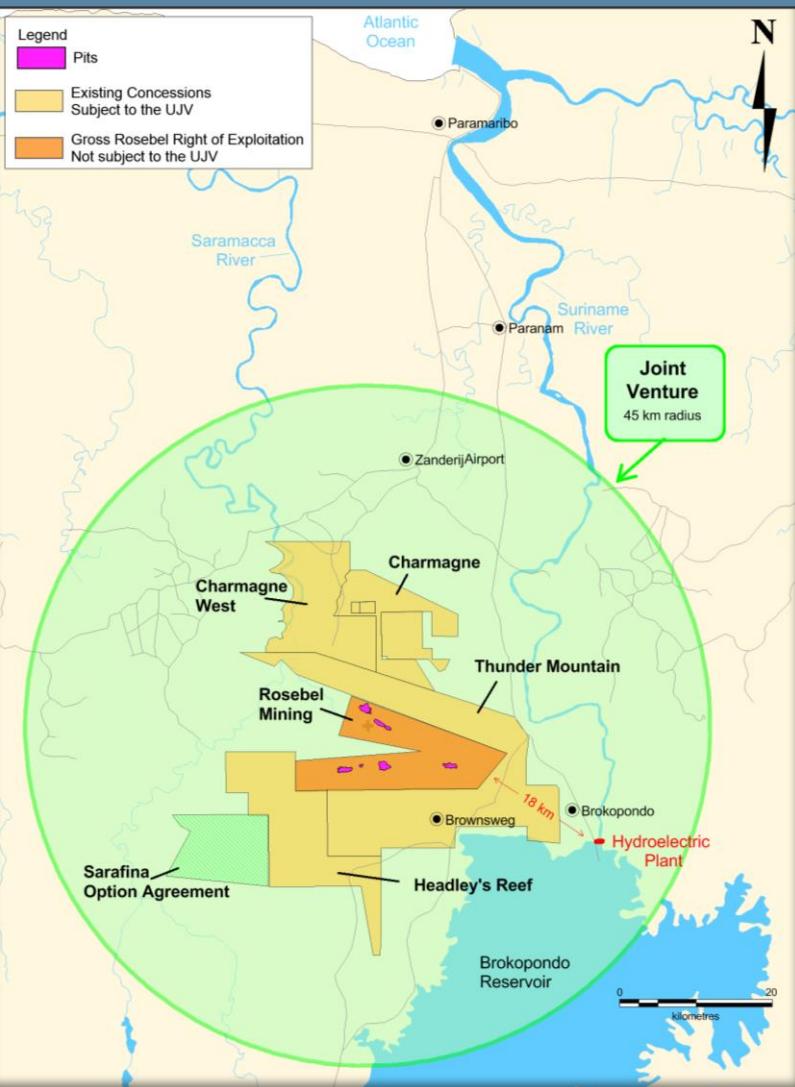 Legend
Pits
Existing Concessions
Subject to the UJV
Gross Rosebel Right of Exploitation
Not subject to the UJV
Atlantic
Ocean
N
Paramaribo
Saramacca
River
Suriname
River
Paranam
Joint
Venture
45 km radius
ZanderijAirport
Charmagne
Charmagne
West
Thunder Mountain
Rosebel
Mining
18 km
Brokopondo
Brownsweg
Hydroelectric
Plant
Sarafina
Option Agreement
Headley's Reef
Brokopondo
Reservoir
0 20
kilometres